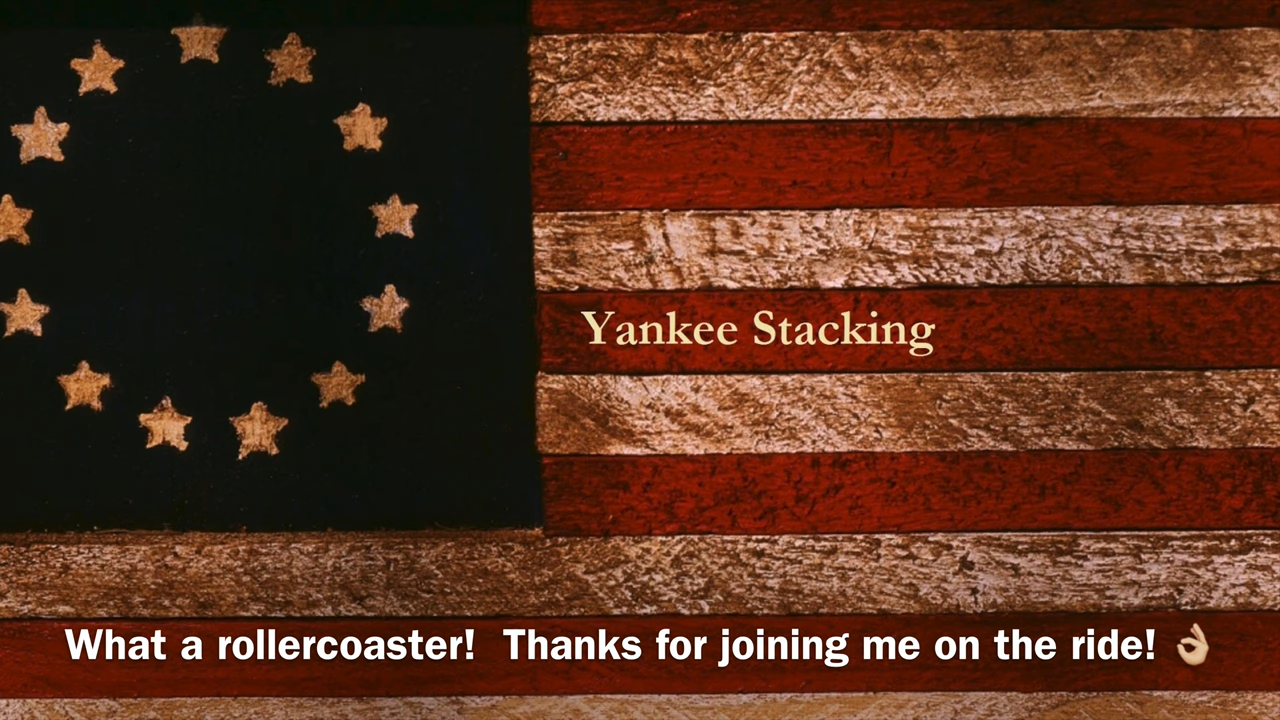 Yankee Stacking
What a rollercoaster!  Thanks for joining me on the ride! 👌🏼